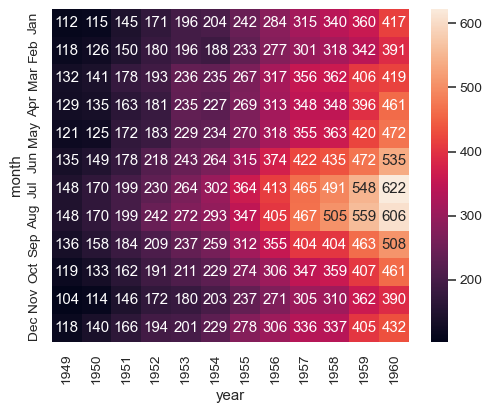 Jan 112 115 145 171 196 204 242 284 315 340 360 417
Feb 118 126 150 180 196 188 233 277 301 318 342 391
Mar 132 141 178 193 236 235 267 317 356 362 406 419
Apr 129 135 163 181 235 227 269 313 348 348 396 461
May 121 125 172 183 229 234 270 318 355 363 420 472
Jun 135 149 178 218 243 264 315 374 422 435 472 535
Jul 148 170 199 230 264 302 364 413 465 491 548 622
Aug 148 170 199 242 272 293 347 405 467 505 559 606
Sep 136 158 184 209 237 259 312 355 404 404 463 508
Oct 119 133 162 191 211 229 274 306 347 359 407 461
Nov 104 114 146 172 180 203 237 271 305 310 362 390
Dec 118 140 166 194 201 229 278 306 336 337 405 432
month
1949 1950 1951 1952 1953 1954 1955 1956 1957 1958 1959 1960
year
600
500
400
300
200